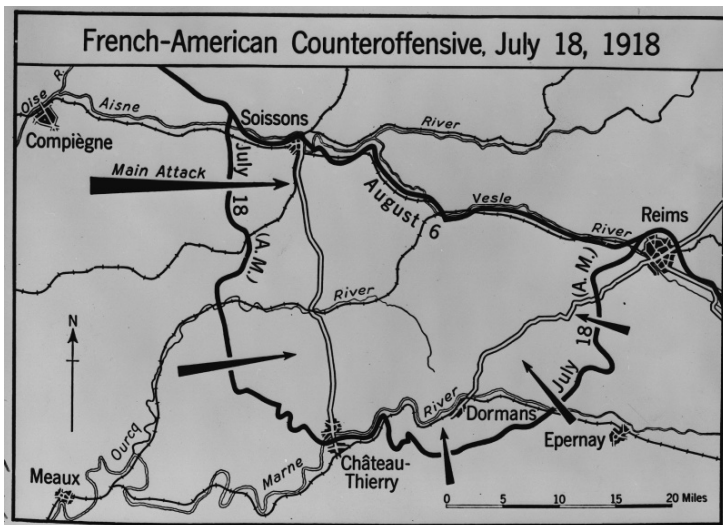 French-American Counteroffensive, July 18, 1918
Oise R.
Aisne
Compiègne
Soissons
River
Main Attack
July 18 (A.M.)
August 6
Vesle
River
Reims
(A.M.)
July 18
River
N
Ourcq
Meaux
Marne
Château-
Thierry
River
Dormans
Epernay
0 5 10 15 20 Miles